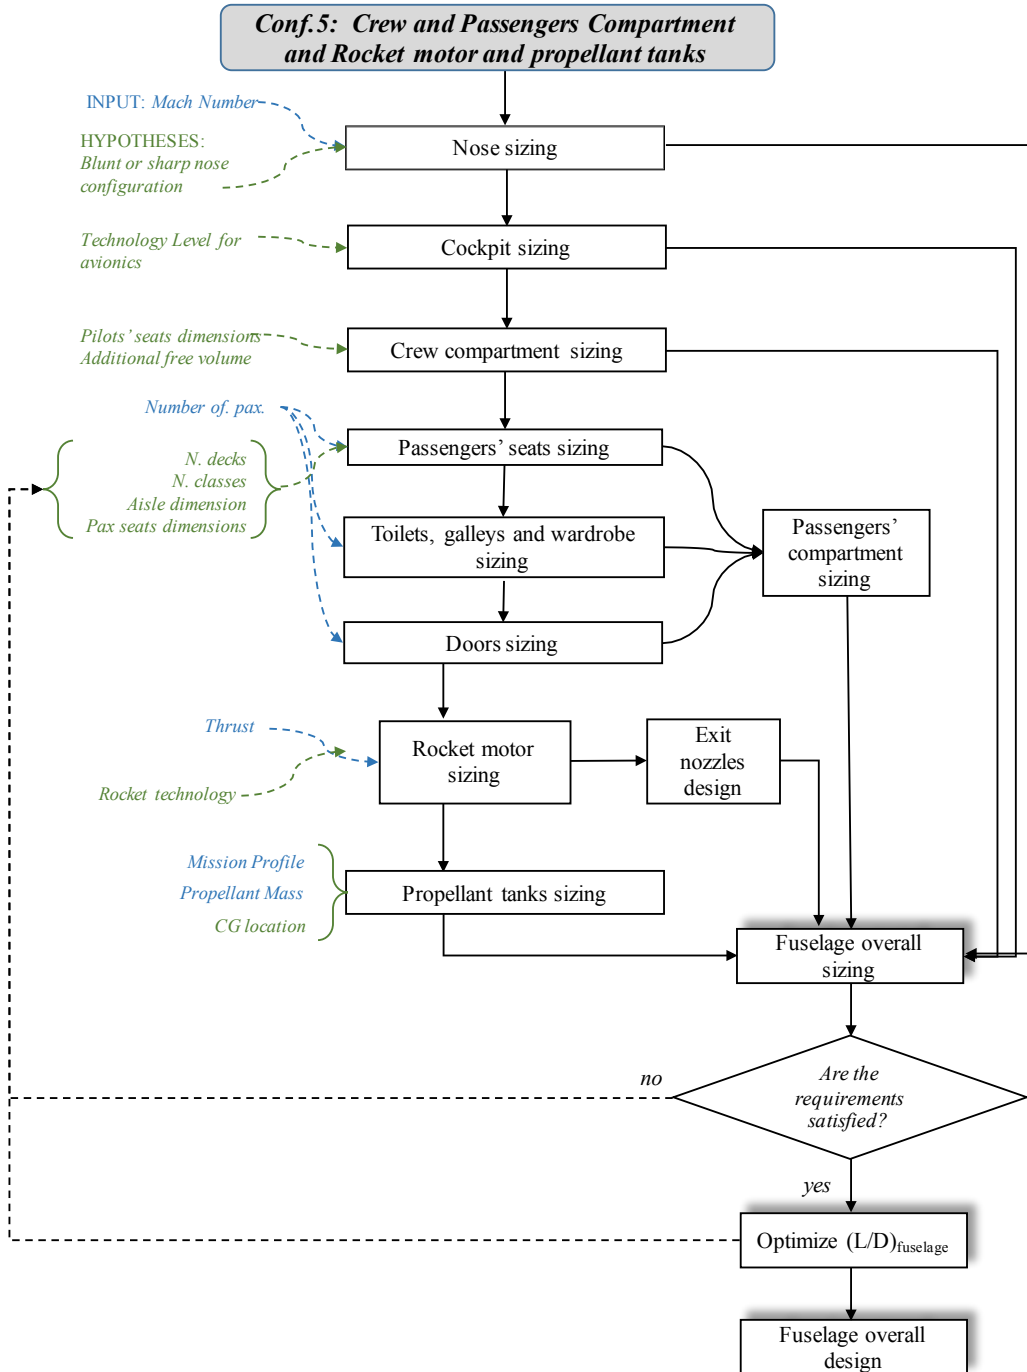 Conf.5: Crew and Passengers Compartment
and Rocket motor and propellant tanks
INPUT: Mach Number
HYPOTHESES:
Blunt or sharp nose
configuration
Nose sizing
Technology Level for
avionics
Cockpit sizing
Pilots' seats dimensions
Additional free volume
Crew compartment sizing
Number of. pax.
N. decks
N. classes
Aisle dimension
Pax seats dimensions
Passengers' seats sizing
Toilets, galleys and wardrobe
sizing
Passengers'
compartment
sizing
Doors sizing
Thrust
Rocket technology
Rocket motor
sizing
Exit
nozzles
design
Mission Profile
Propellant Mass
CG location
Propellant tanks sizing
Fuselage overall
sizing
no
Are the
requirements
satisfied?
yes
Optimize (L/D)fuselage
Fuselage overall
design